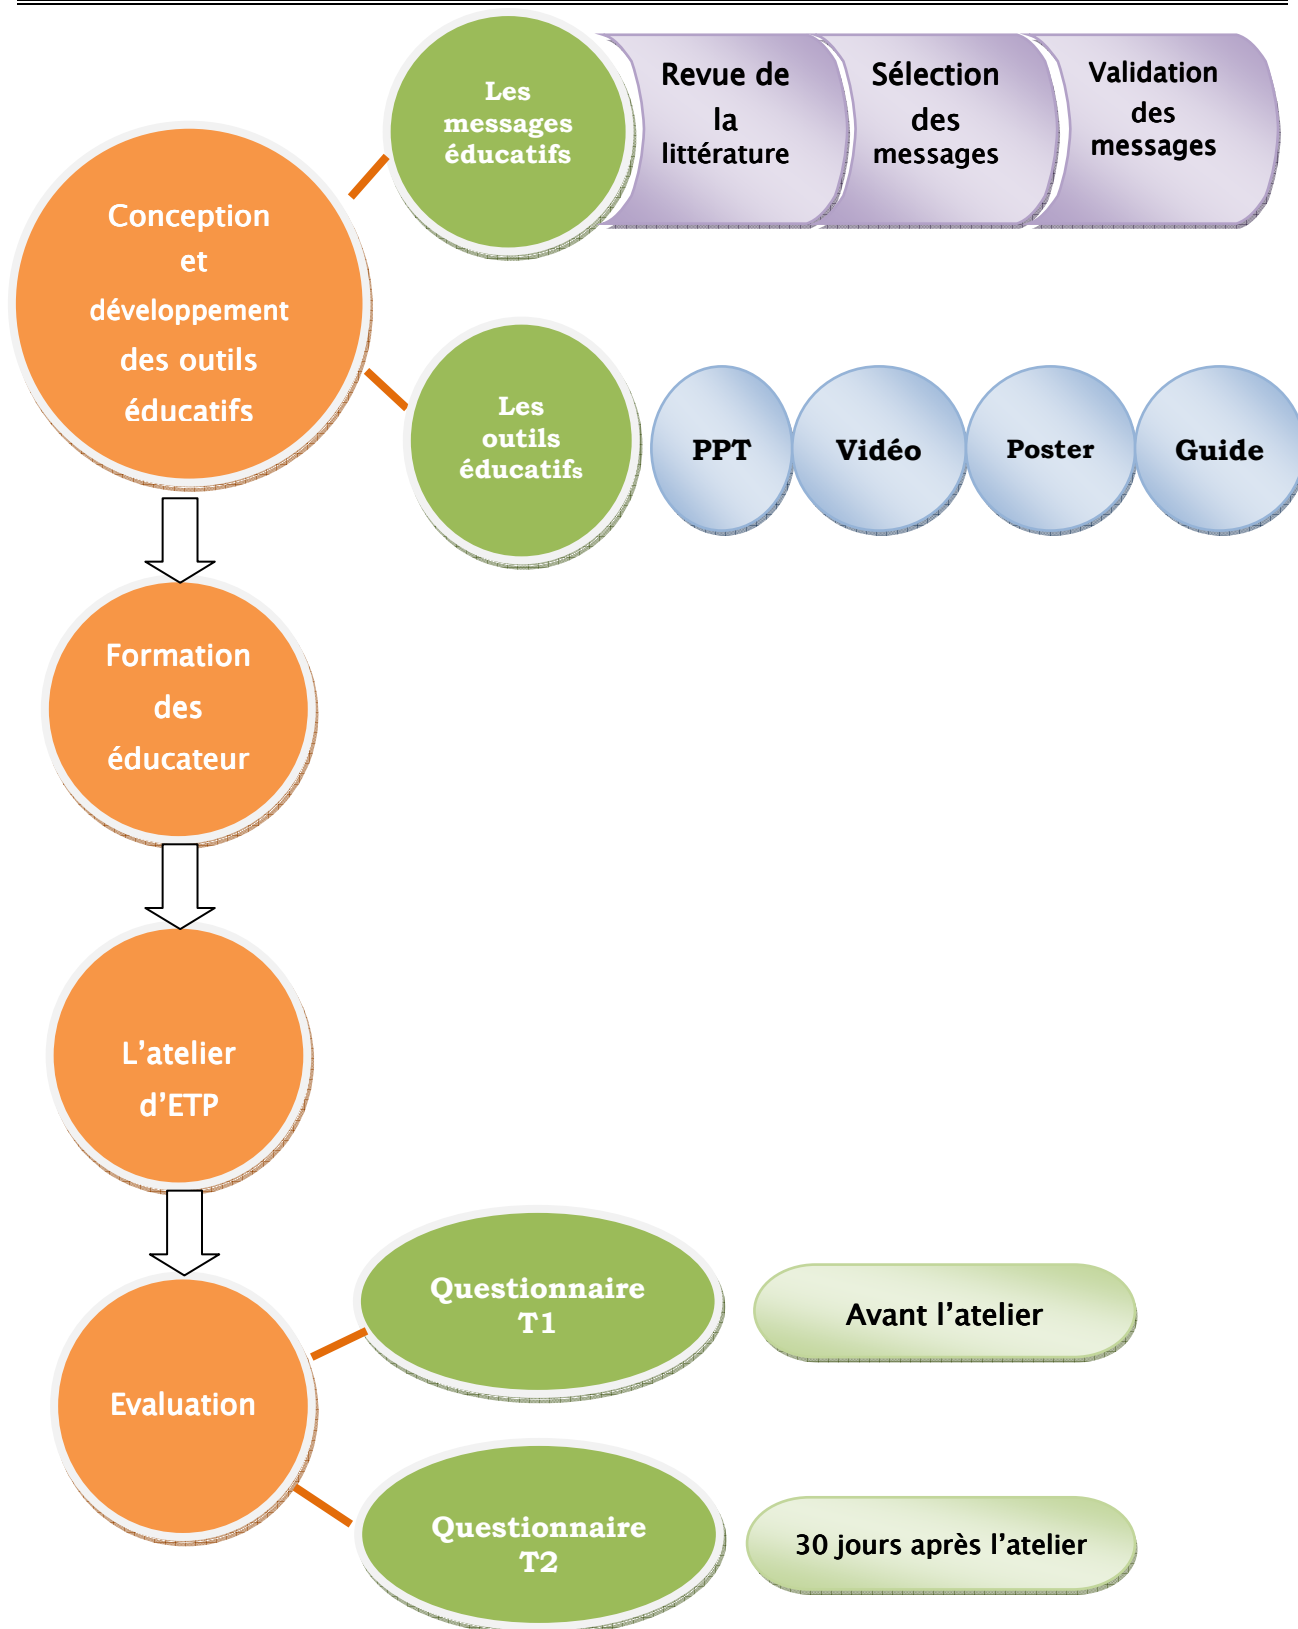 Les
messages
éducatifs
Revue de
la
littérature
Sélection
des
messages
Validation
des
messages
Conception
et
développement
des outils
éducatifs
Les
outils
éducatifs
PPT
Vidéo
Poster
Guide
Formation
des
éducateur
L’atelier
d’ETP
Evaluation
Questionnaire
T1
Avant l’atelier
Questionnaire
T2
30 jours après l’atelier